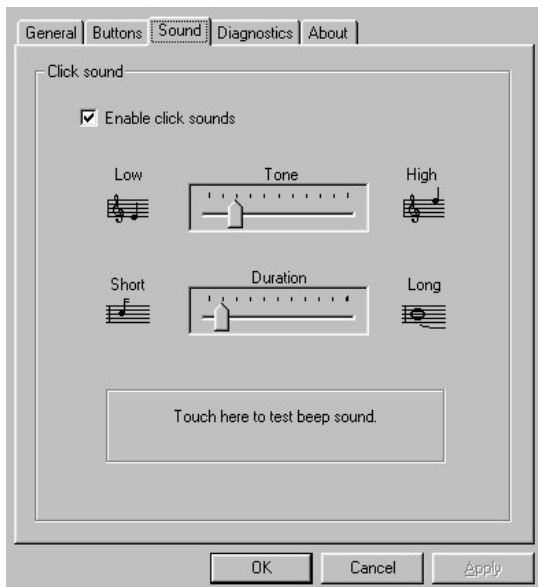 General Buttons Sound Diagnostics About
Click sound
Enable click sounds
Low Tone High
Short Duration Long
Touch here to test beep sound.
OK Cancel Apply